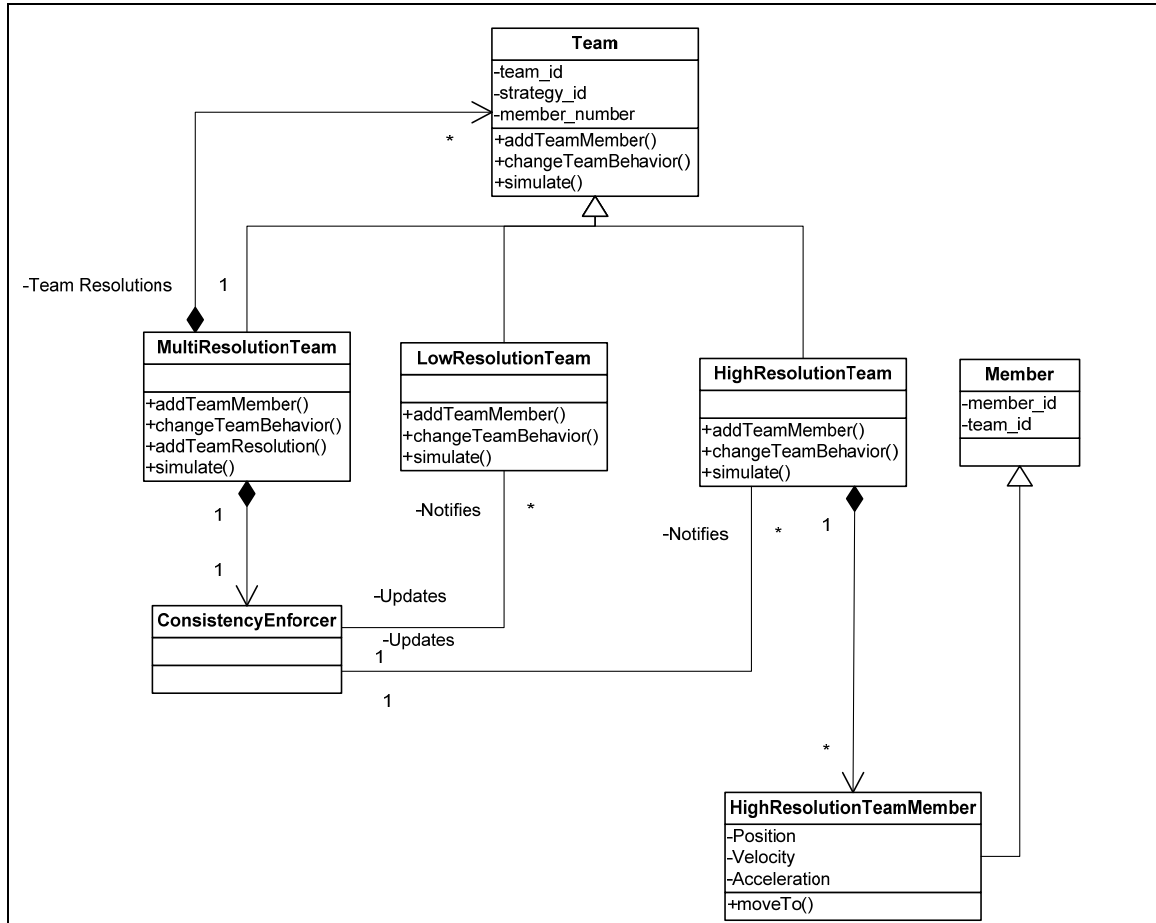 Team
-team_id
-strategy_id
-member_number
+addTeamMember()
+changeTeamBehavior()
+simulate()
*
-Team Resolutions
1
MultiResolutionTeam
+addTeamMember()
+changeTeamBehavior()
+addTeamResolution()
+simulate()
LowResolutionTeam
+addTeamMember()
+changeTeamBehavior()
+simulate()
HighResolutionTeam
+addTeamMember()
+changeTeamBehavior()
+simulate()
Member
-member_id
-team_id
1
1
-Notifies
*
-Notifies
*
1
-Updates
-Updates
1
1
ConsistencyEnforcer
*
HighResolutionTeamMember
-Position
-Velocity
-Acceleration
+moveTo()